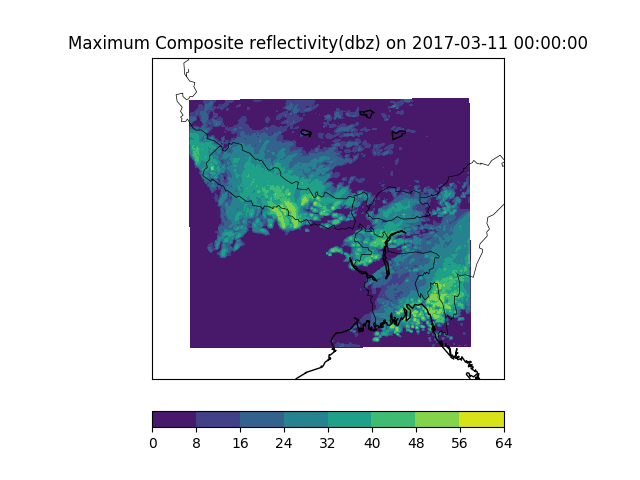 Maximum Composite reflectivity(dbz) on 2017-03-11 00:00:00
0 8 16 24 32 40 48 56 64